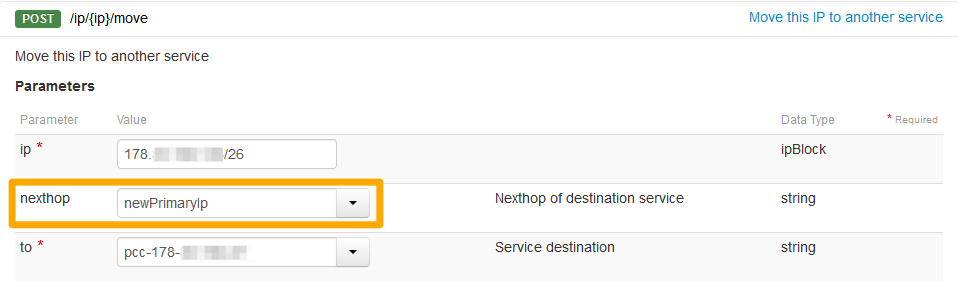 POST /ip/{ip}/move Move this IP to another service
Move this IP to another service
Parameters
Parameter Value Data Type * Required
ip * 178. /26 ipBlock
nexthop newPrimaryIp Nexthop of destination service string
to * pcc-178- Service destination string